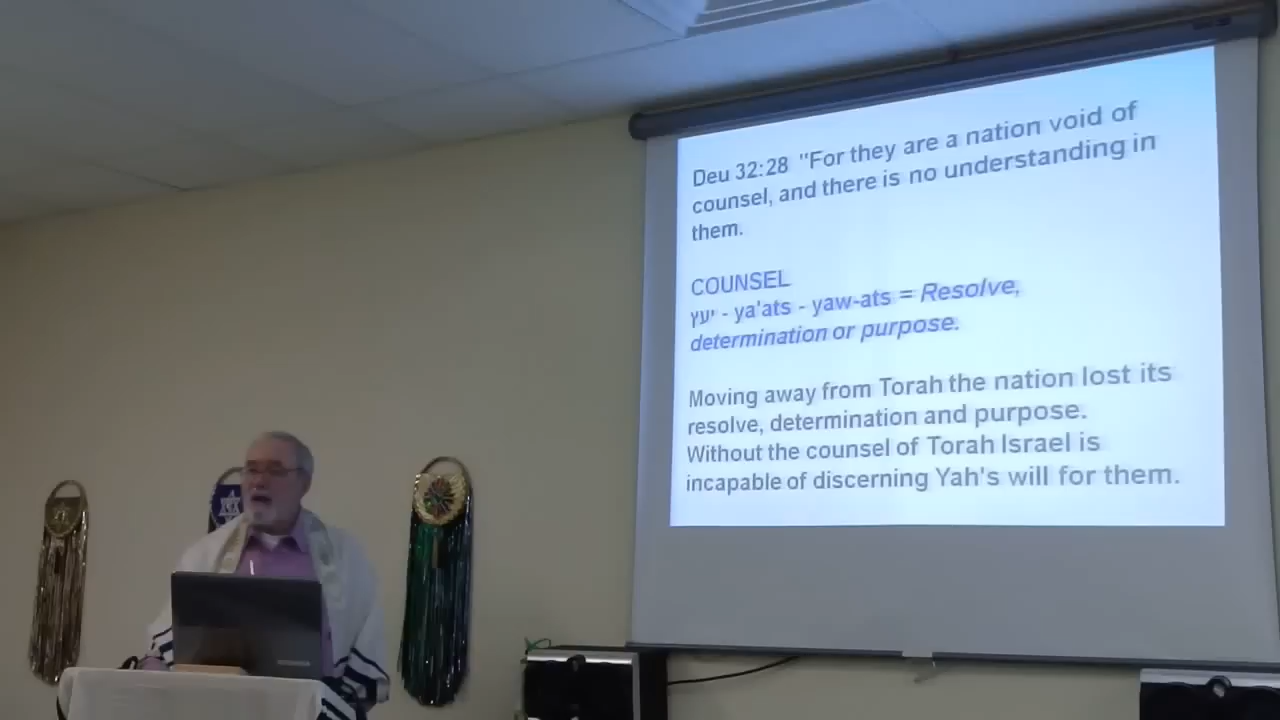 Deu 32:28 "For they are a nation void of
counsel, and there is no understanding in
them.
COUNSEL
יעץ - ya'ats - yaw-ats = Resolve,
determination or purpose.
Moving away from Torah the nation lost its
resolve, determination and purpose.
Without the counsel of Torah Israel is
incapable of discerning Yah's will for them.